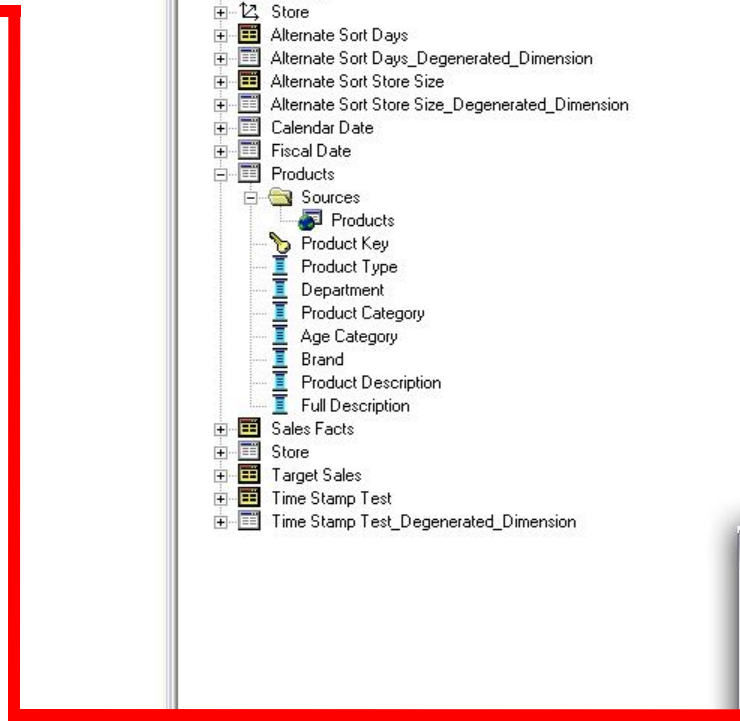 Store
Alternate Sort Days
Alternate Sort Days_Degenerated_Dimension
Alternate Sort Store Size
Alternate Sort Store Size_Degenerated_Dimension
Calendar Date
Fiscal Date
Products
Sources
Products
Product Key
Product Type
Department
Product Category
Age Category
Brand
Product Description
Full Description
Sales Facts
Store
Target Sales
Time Stamp Test
Time Stamp Test_Degenerated_Dimension